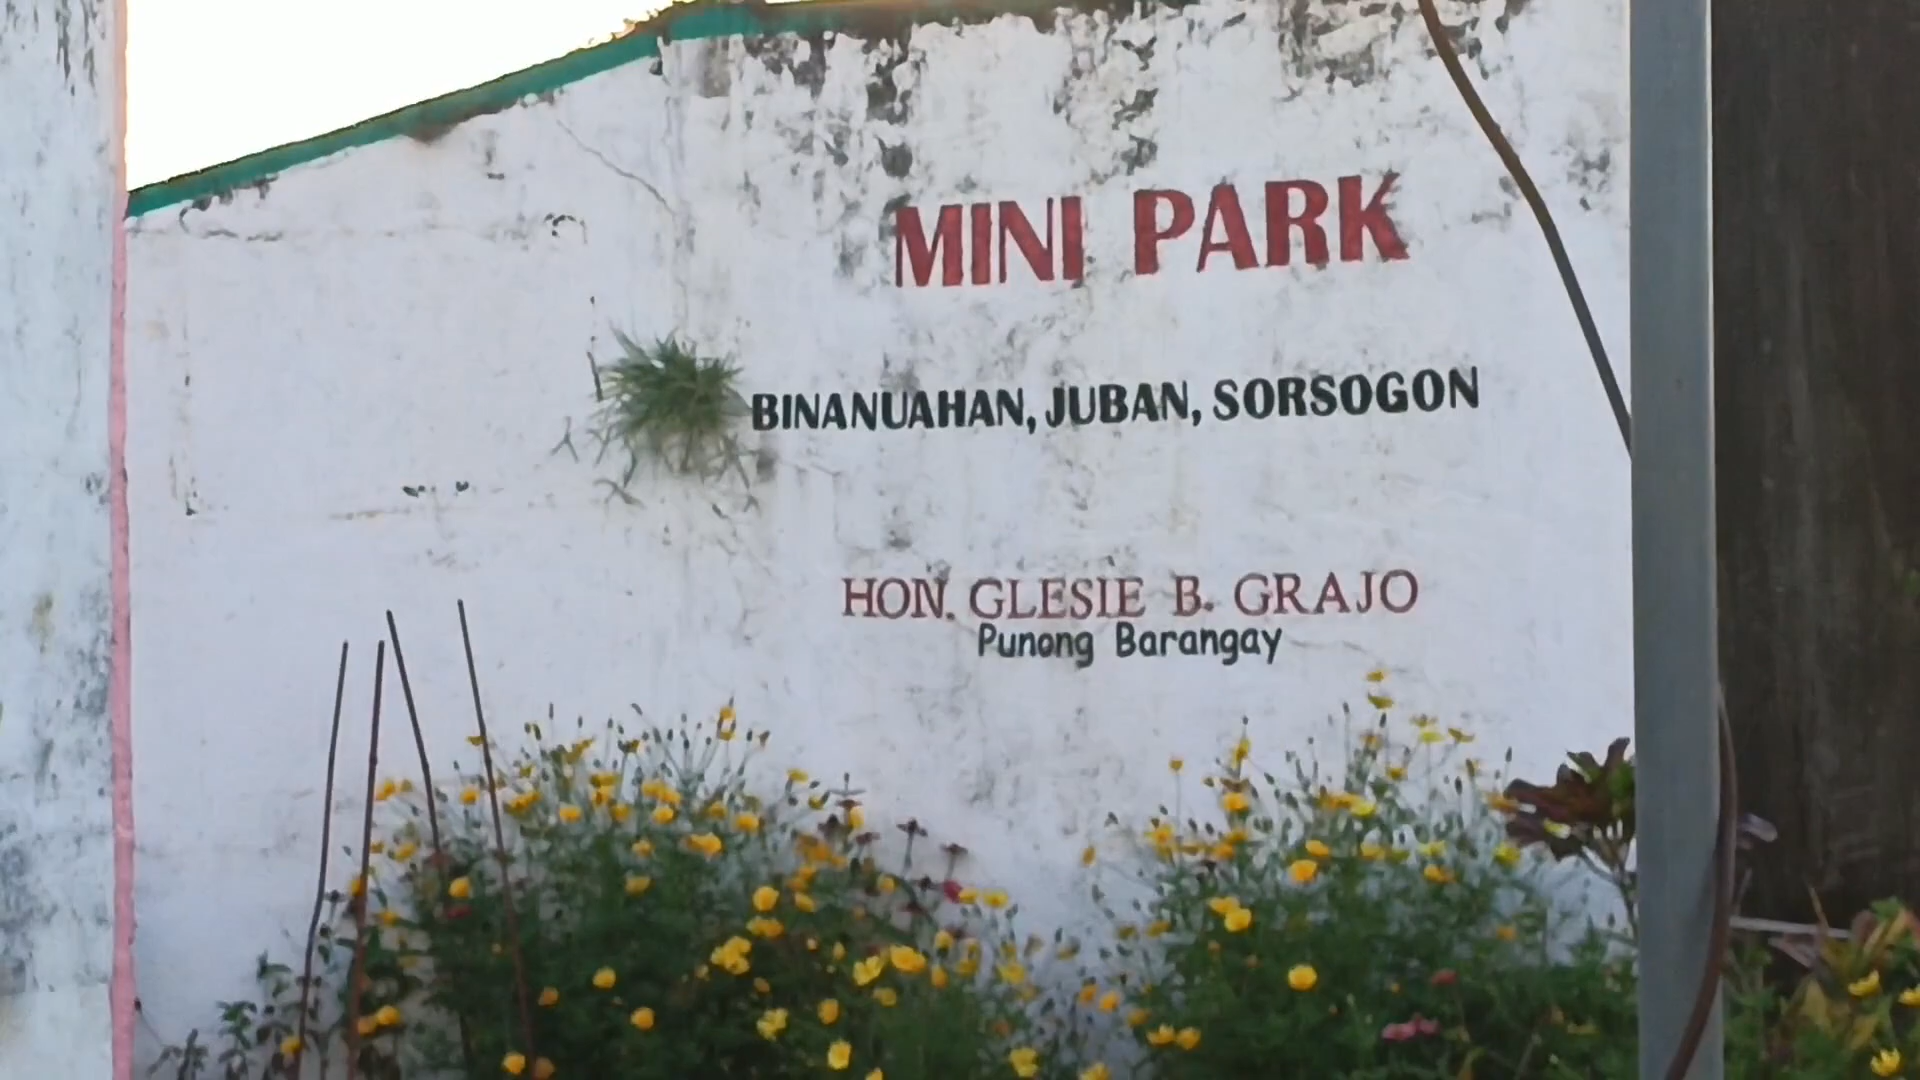 MINI PARK
BINANUAHAN, JUBAN, SORSOGON
HON. GLESIE B. GRAJO
Punong Barangay